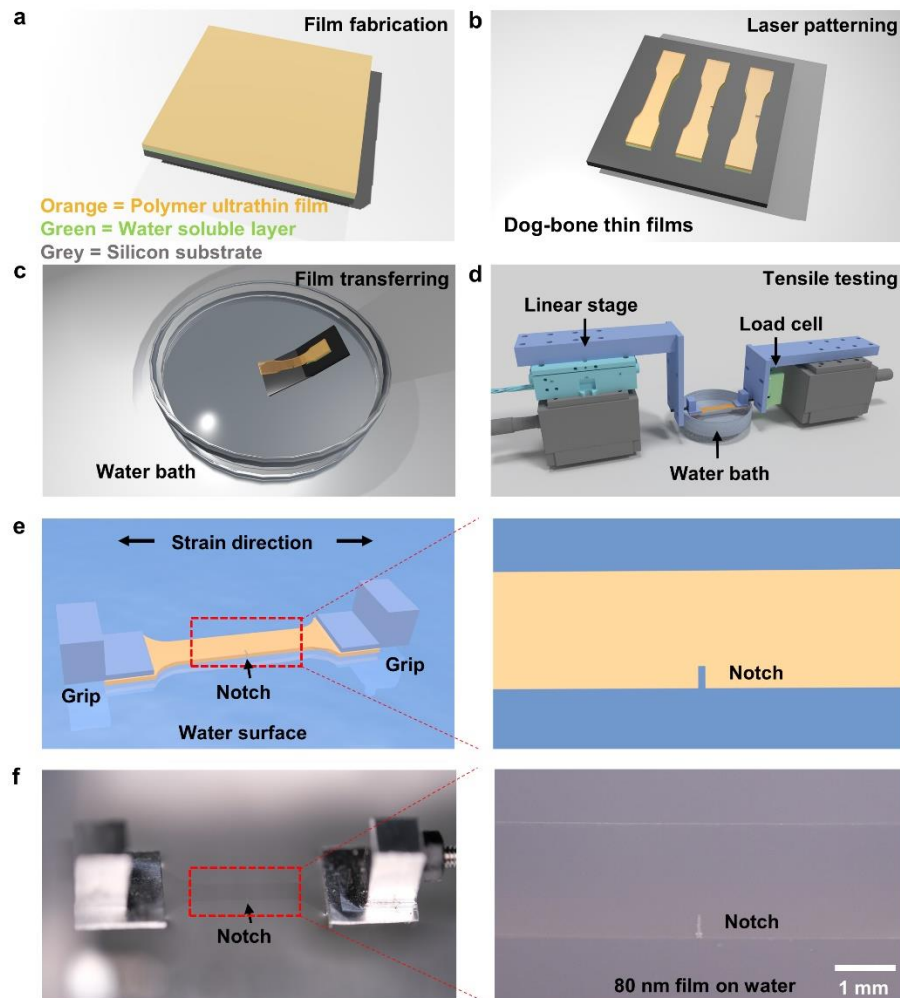 a
Film fabrication
Orange = Polymer ultrathin film
Green = Water soluble layer
Grey = Silicon substrate
b
Laser patterning
Dog-bone thin films
c
Film transferring
Water bath
d
Tensile testing
Linear stage
Load cell
Water bath
e
Strain direction
Grip
Notch
Grip
Water surface
Notch
f
Notch
Notch
80 nm film on water
1 mm